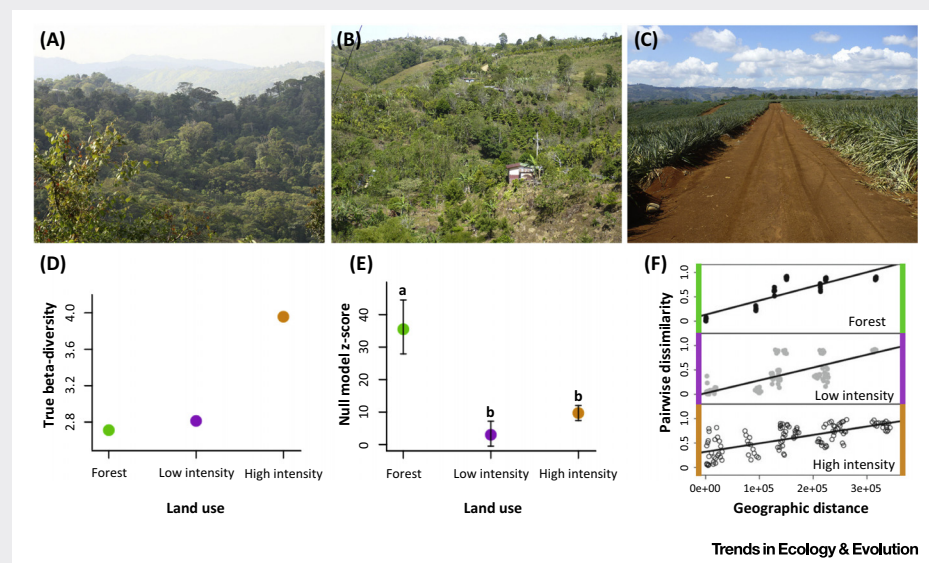 (A)
(B)
(C)
(D)
True beta-diversity
4.0
3.6
3.2
2.8
Forest
Low intensity
High intensity
Land use
(E)
Null model z-score
40
30
20
10
0
a
b
b
Forest
Low intensity
High intensity
Land use
(F)
Pairwise dissimilarity
1.0
0.5
0
Forest
1.0
0.5
0
Low intensity
1.0
0.5
0
High intensity
0e+00
1e+05
2e+05
3e+05
Geographic distance
Trends in Ecology & Evolution